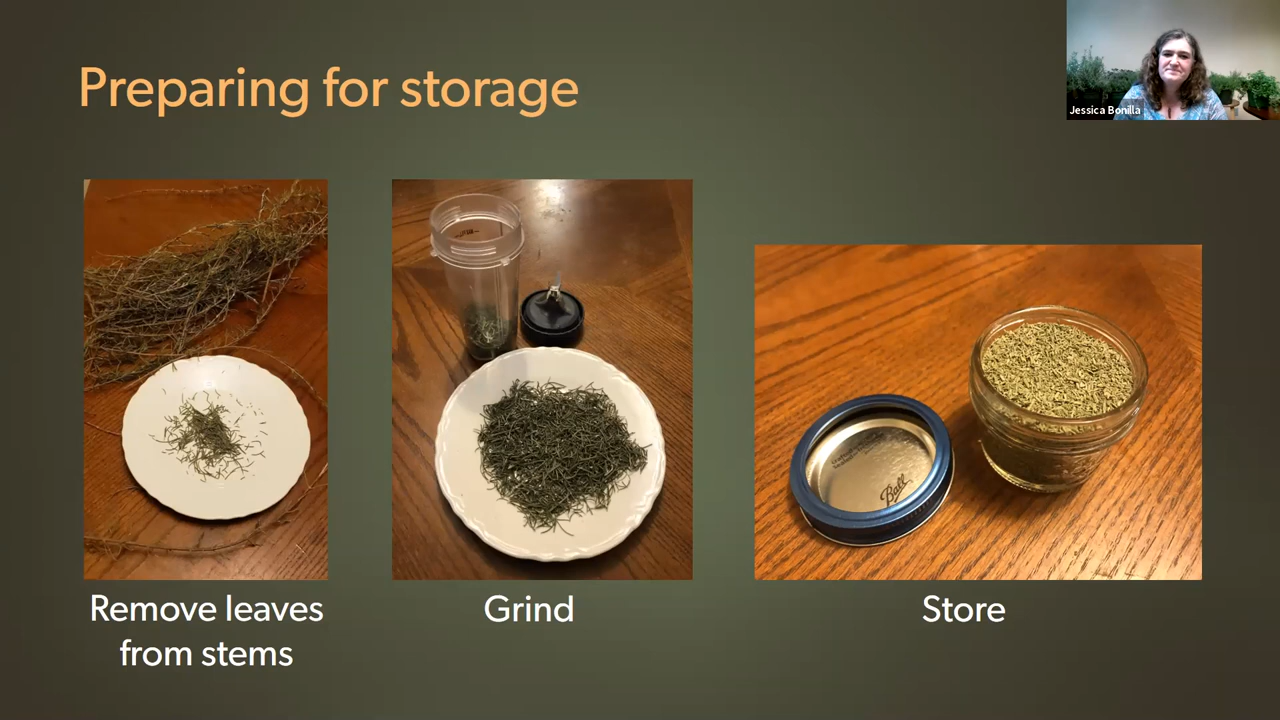 Preparing for storage
Jessica Bonilla
Ball
Remove leaves
from stems
Grind
Store